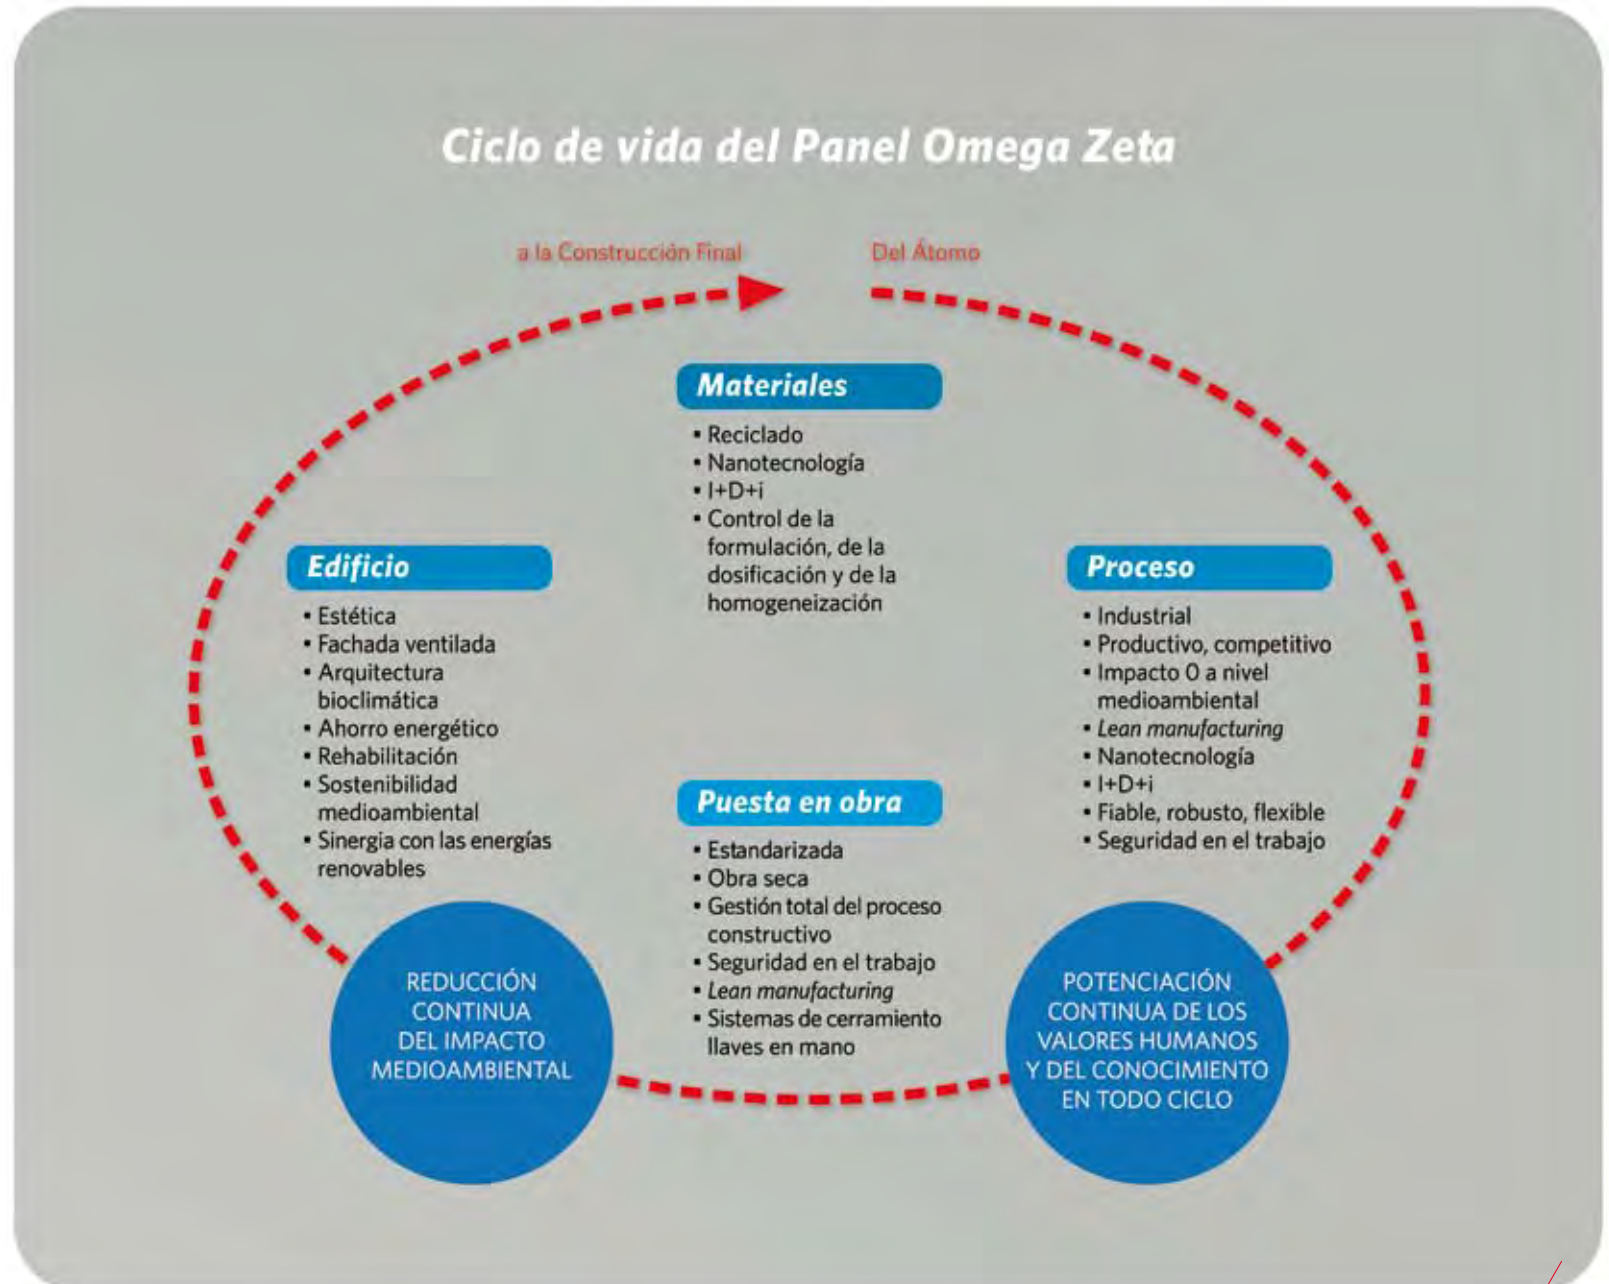 Ciclo de vida del Panel Omega Zeta
a la Construcción Final
Del Átomo
Materiales
▪ Reciclado
▪ Nanotecnología
▪ I+D+i
▪ Control de la
formulación, de la
dosificación y de la
homogeneización
Edificio
▪ Estética
▪ Fachada ventilada
▪ Arquitectura
bioclimática
▪ Ahorro energético
▪ Rehabilitación
▪ Sostenibilidad
medioambiental
▪ Sinergia con las energías
renovables
Proceso
▪ Industrial
▪ Productivo, competitivo
▪ Impacto 0 a nivel
medioambiental
▪ Lean manufacturing
▪ Nanotecnología
▪ I+D+i
▪ Fiable, robusto, flexible
▪ Seguridad en el trabajo
Puesta en obra
▪ Estandarizada
▪ Obra seca
▪ Gestión total del proceso
constructivo
▪ Seguridad en el trabajo
▪ Lean manufacturing
▪ Sistemas de cerramiento
llaves en mano
REDUCCIÓN
CONTINUA
DEL IMPACTO
MEDIOAMBIENTAL
POTENCIACIÓN
CONTINUA DE LOS
VALORES HUMANOS
Y DEL CONOCIMIENTO
EN TODO CICLO